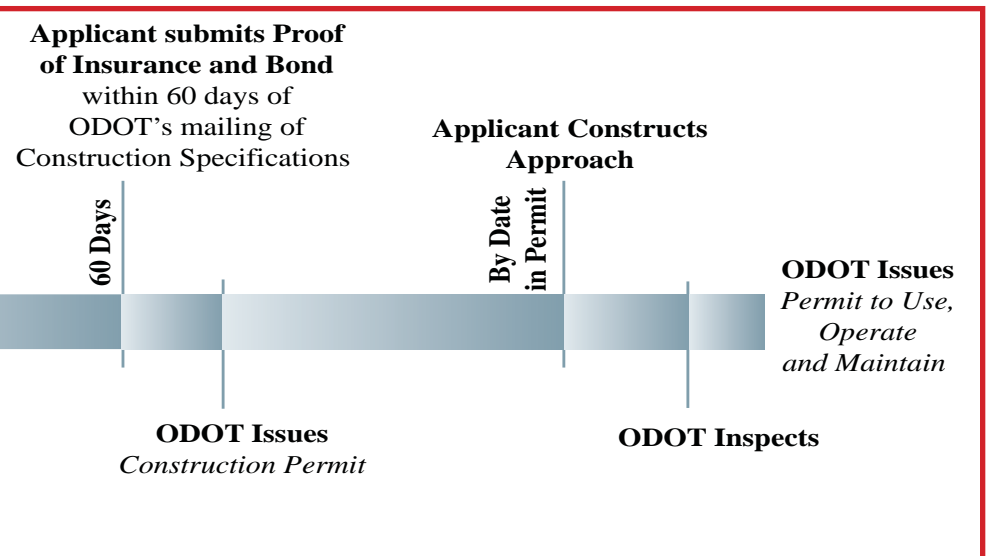 Applicant submits Proof
of Insurance and Bond
within 60 days of
ODOT's mailing of
Construction Specifications
60 Days
ODOT Issues
Construction Permit
Applicant Constructs
Approach
By Date
in Permit
ODOT Inspects
ODOT Issues
Permit to Use,
Operate
and Maintain